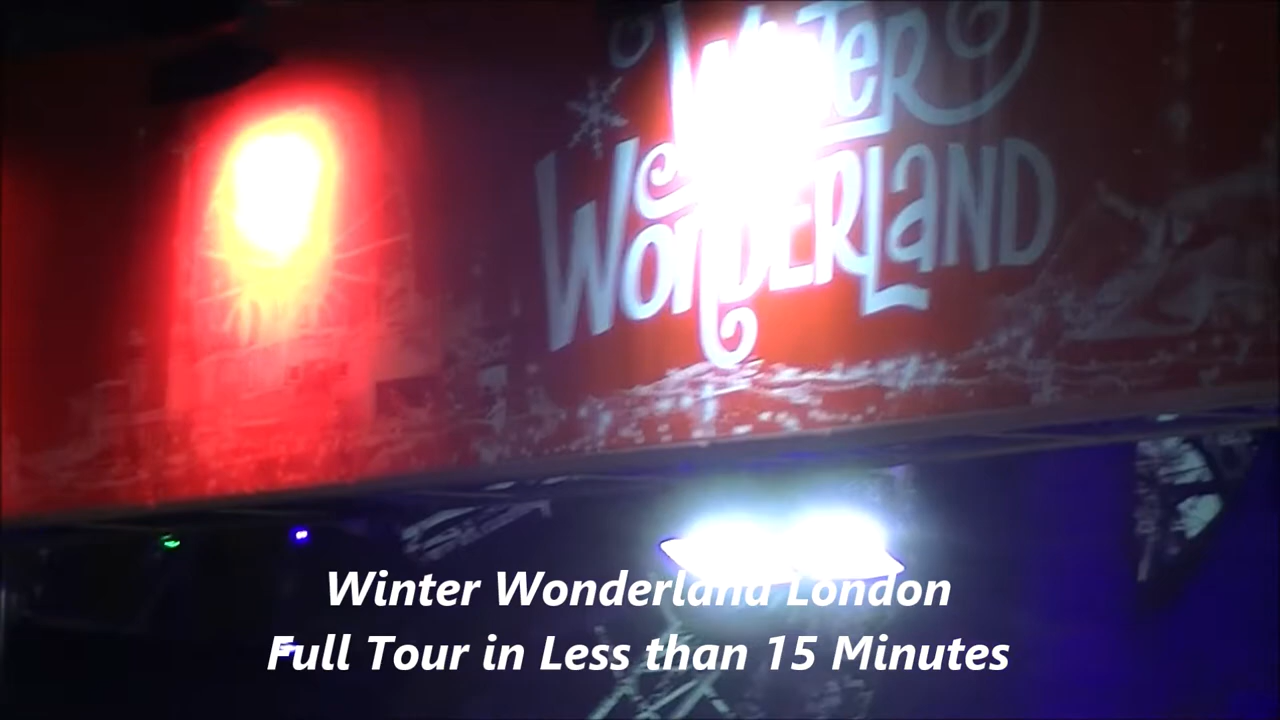 Winter
Wonderland
Winter Wonderland London
Full Tour in Less than 15 Minutes